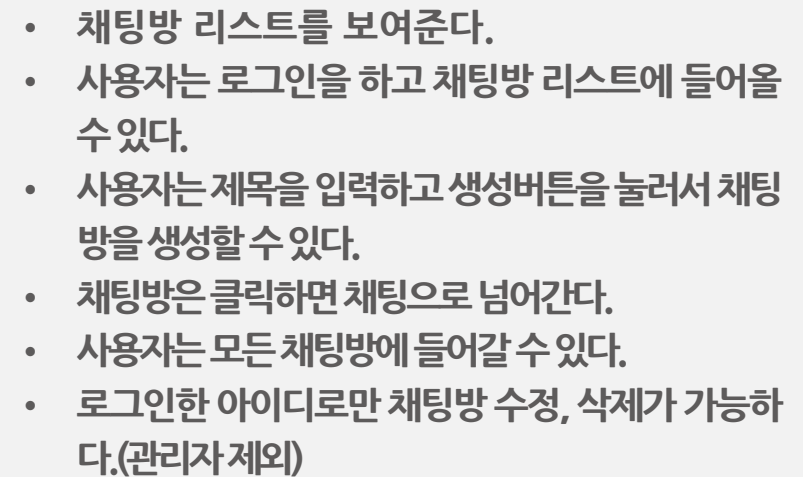 • 채팅방 리스트를 보여준다.
• 사용자는 로그인을 하고 채팅방 리스트에 들어올
수 있다.
• 사용자는 제목을 입력하고 생성버튼을 눌러서 채팅
방을 생성할 수 있다.
• 채팅방은 클릭하면 채팅으로 넘어간다.
• 사용자는 모든 채팅방에 들어갈 수 있다.
• 로그인한 아이디로만 채팅방 수정, 삭제가 가능하
다.(관리자 제외)